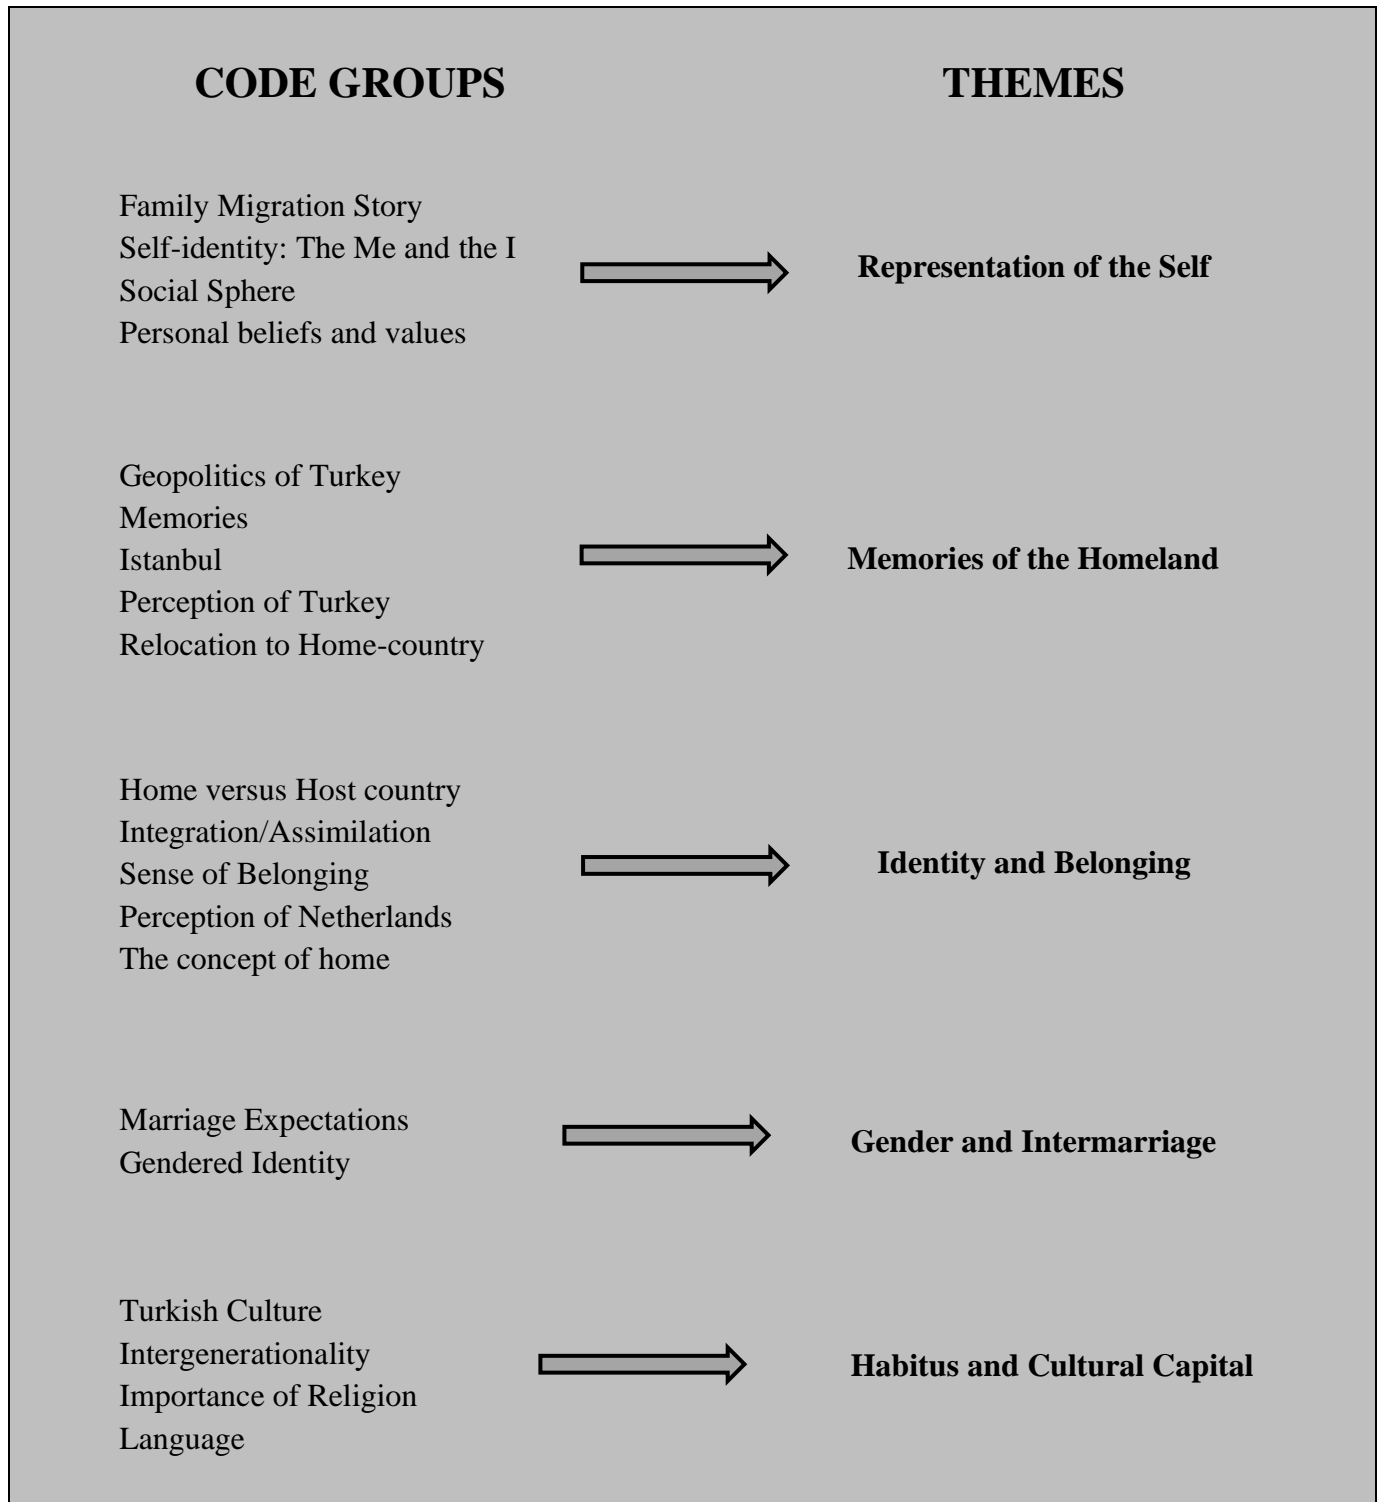 CODE GROUPS
THEMES
Family Migration Story
Self-identity: The Me and the I
Social Sphere
Personal beliefs and values
Representation of the Self
Geopolitics of Turkey
Memories
Istanbul
Perception of Turkey
Relocation to Home-country
Memories of the Homeland
Home versus Host country
Integration/Assimilation
Sense of Belonging
Perception of Netherlands
The concept of home
Identity and Belonging
Marriage Expectations
Gendered Identity
Gender and Intermarriage
Turkish Culture
Intergenerationality
Importance of Religion
Language
Habitus and Cultural Capital